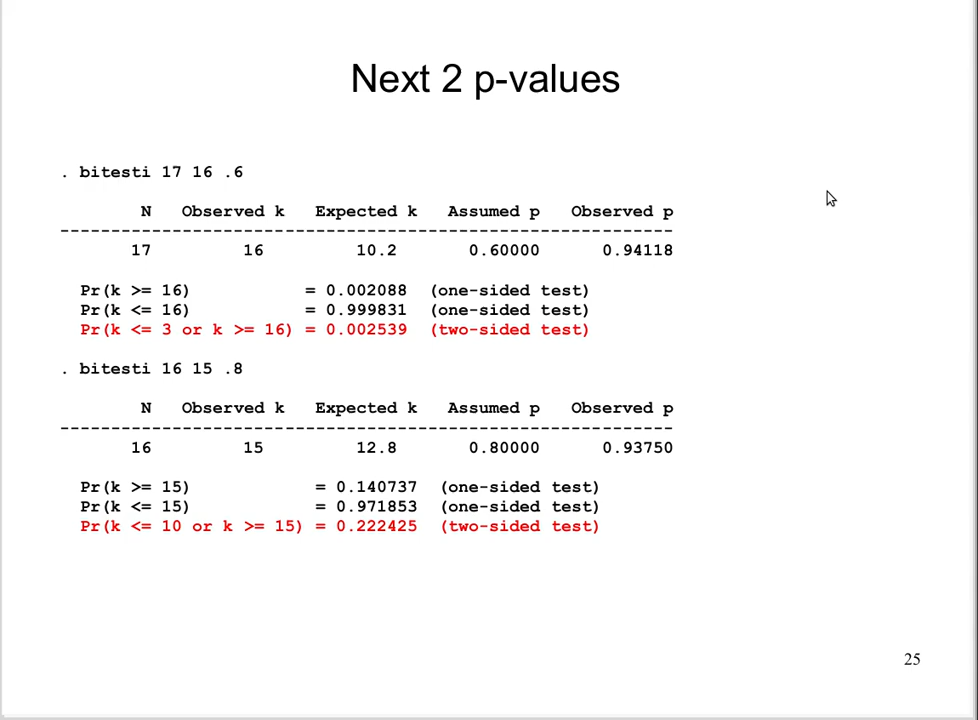 Next 2 p-values
. bitesti 17 16 .6
N Observed k Expected k Assumed p Observed p
------------------------------------------------------------
17 16 10.2 0.60000 0.94118
Pr(k >= 16) = 0.002088 (one-sided test)
Pr(k <= 16) = 0.999831 (one-sided test)
Pr(k <= 3 or k >= 16) = 0.002539 (two-sided test)
. bitesti 16 15 .8
N Observed k Expected k Assumed p Observed p
------------------------------------------------------------
16 15 12.8 0.80000 0.93750
Pr(k >= 15) = 0.140737 (one-sided test)
Pr(k <= 15) = 0.971853 (one-sided test)
Pr(k <= 10 or k >= 15) = 0.222425 (two-sided test)
25